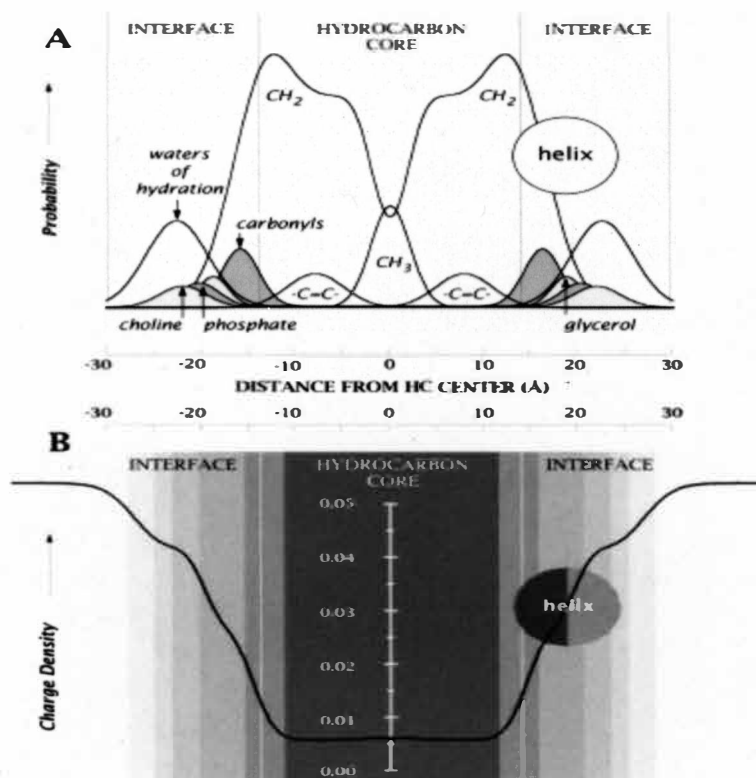 A
INTERFACE
HYDROCARBON
CORE
INTERFACE
CH2
CH2
helix
waters
of
hydration
carbonyls
CH3
-C=C-
-C=C-
choline
phosphate
glycerol
Probability
-30 -20 -10 0 10 20 30
DISTANCE FROM HC CENTER (Å)
-30 -20 -10 0 10 20 30
B
INTERFACE
HYDROCARBON
CORE
INTERFACE
0.05
0.04
0.03
0.02
0.01
0.00
helix
Charge Density